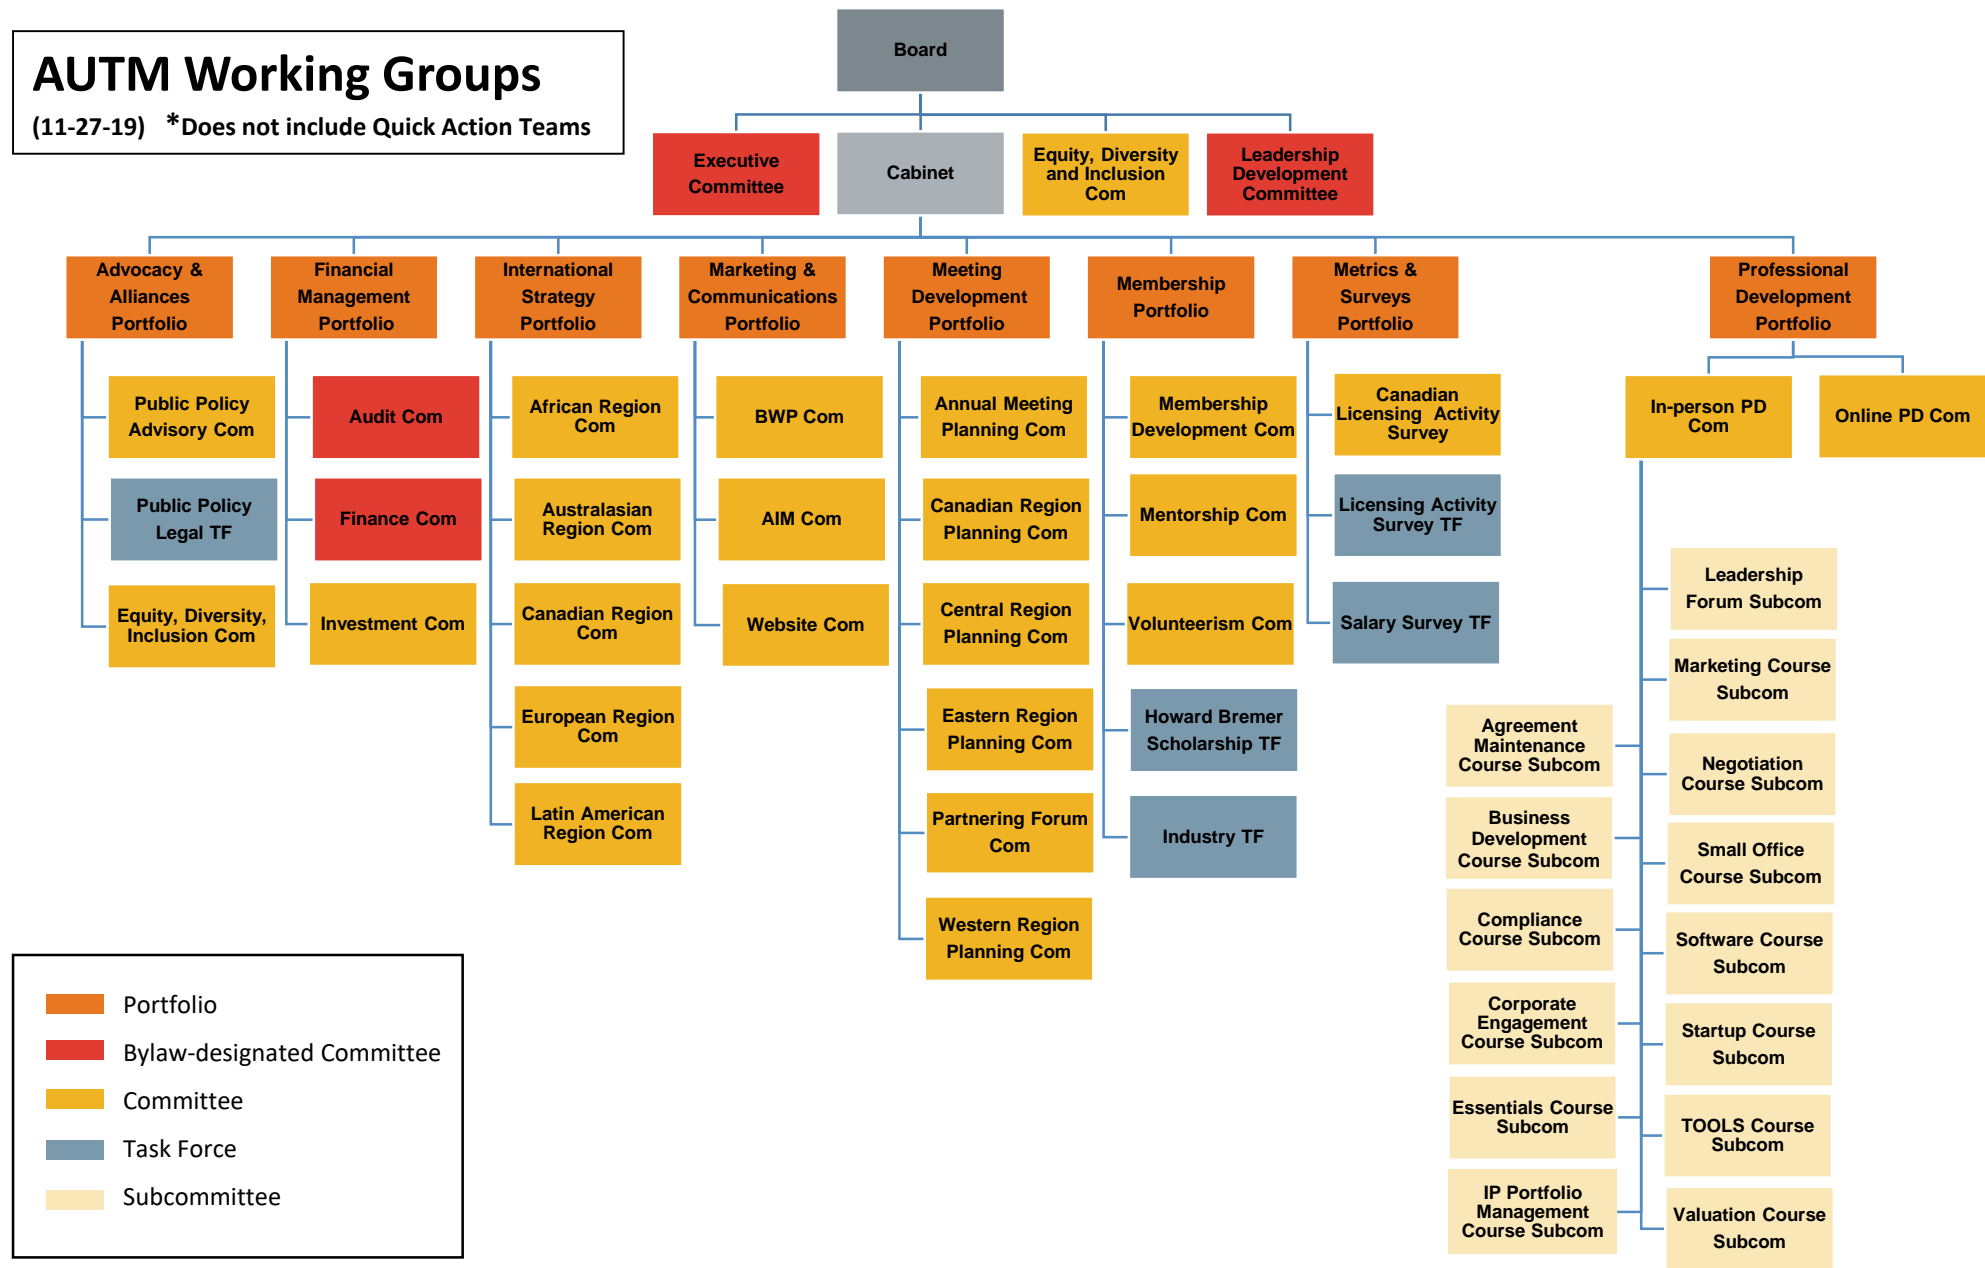 AUTM Working Groups
(11-27-19) *Does not include Quick Action Teams
Board
Executive
Committee
Cabinet
Equity, Diversity
and Inclusion
Com
Leadership
Development
Committee
Advocacy &
Alliances
Portfolio
Financial
Management
Portfolio
International
Strategy
Portfolio
Marketing &
Communications
Portfolio
Meeting
Development
Portfolio
Membership
Portfolio
Metrics &
Surveys
Portfolio
Professional
Development
Portfolio
Public Policy
Advisory Com
Public Policy
Legal TF
Equity, Diversity,
Inclusion Com
Audit Com
Finance Com
Investment Com
African Region
Com
Australasian
Region Com
Canadian Region
Com
European Region
Com
Latin American
Region Com
BWP Com
AIM Com
Website Com
Annual Meeting
Planning Com
Canadian Region
Planning Com
Central Region
Planning Com
Eastern Region
Planning Com
Partnering Forum
Com
Western Region
Planning Com
Membership
Development Com
Mentorship Com
Volunteerism Com
Howard Bremer
Scholarship TF
Industry TF
Canadian
Licensing Activity
Survey
Licensing Activity
Survey TF
Salary Survey TF
In-person PD
Com
Online PD Com
Agreement
Maintenance
Course Subcom
Business
Development
Course Subcom
Compliance
Course Subcom
Corporate
Engagement
Course Subcom
Essentials Course
Subcom
IP Portfolio
Management
Course Subcom
Leadership
Forum Subcom
Marketing Course
Subcom
Negotiation
Course Subcom
Small Office
Course Subcom
Software Course
Subcom
Startup Course
Subcom
TOOLS Course
Subcom
Valuation Course
Subcom
Portfolio
Bylaw-designated Committee
Committee
Task Force
Subcommittee